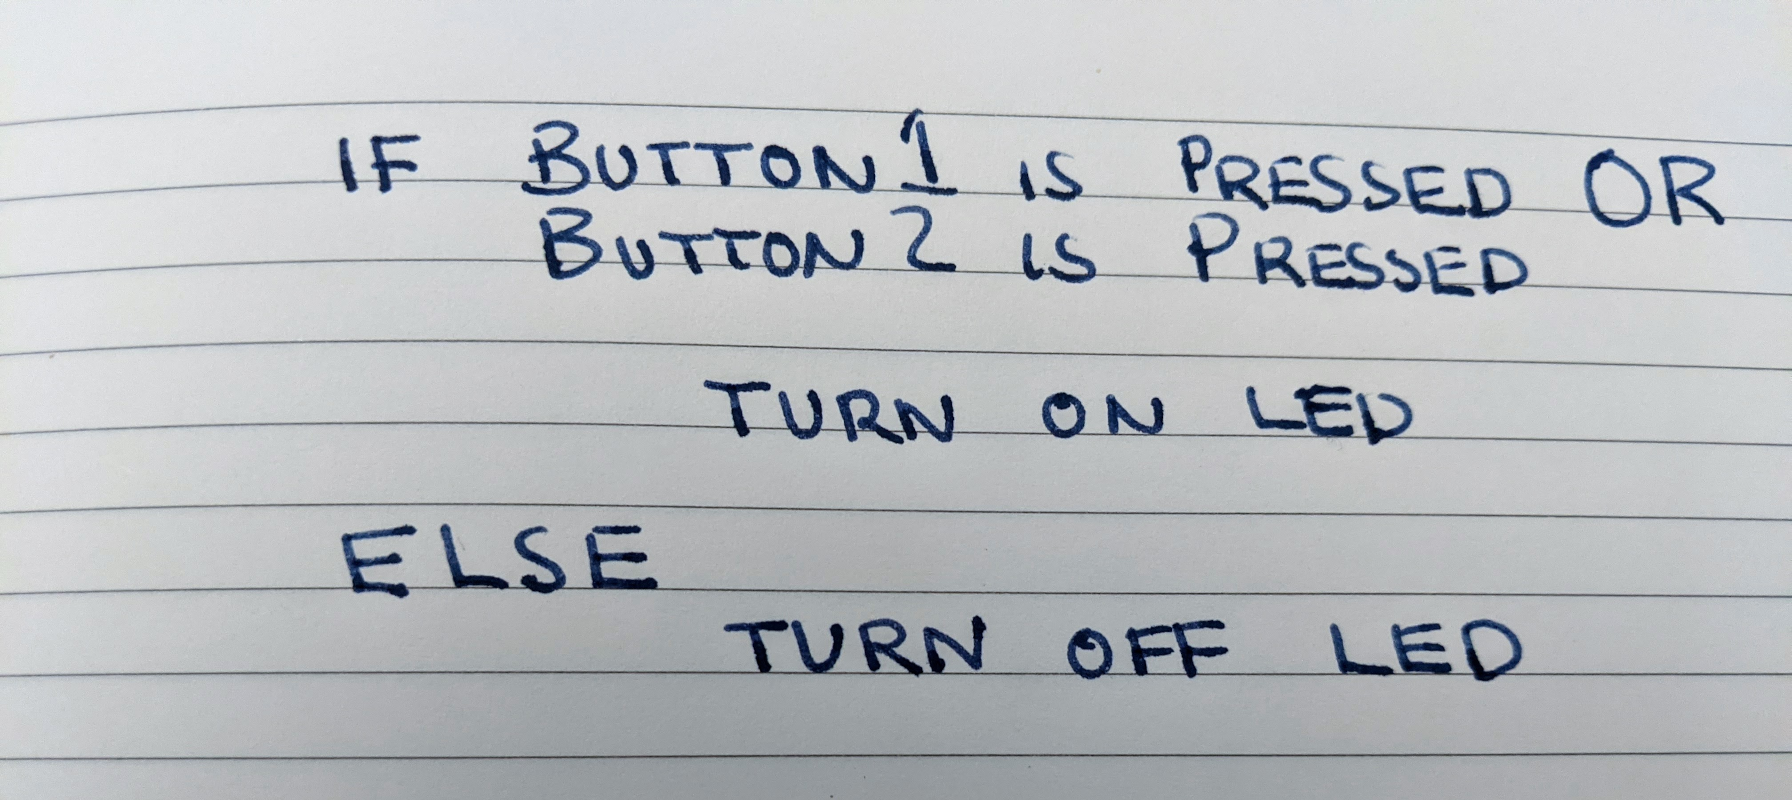 IF BUTTON 1 IS PRESSED OR
BUTTON 2 IS PRESSED
TURN ON LED
ELSE
TURN OFF LED